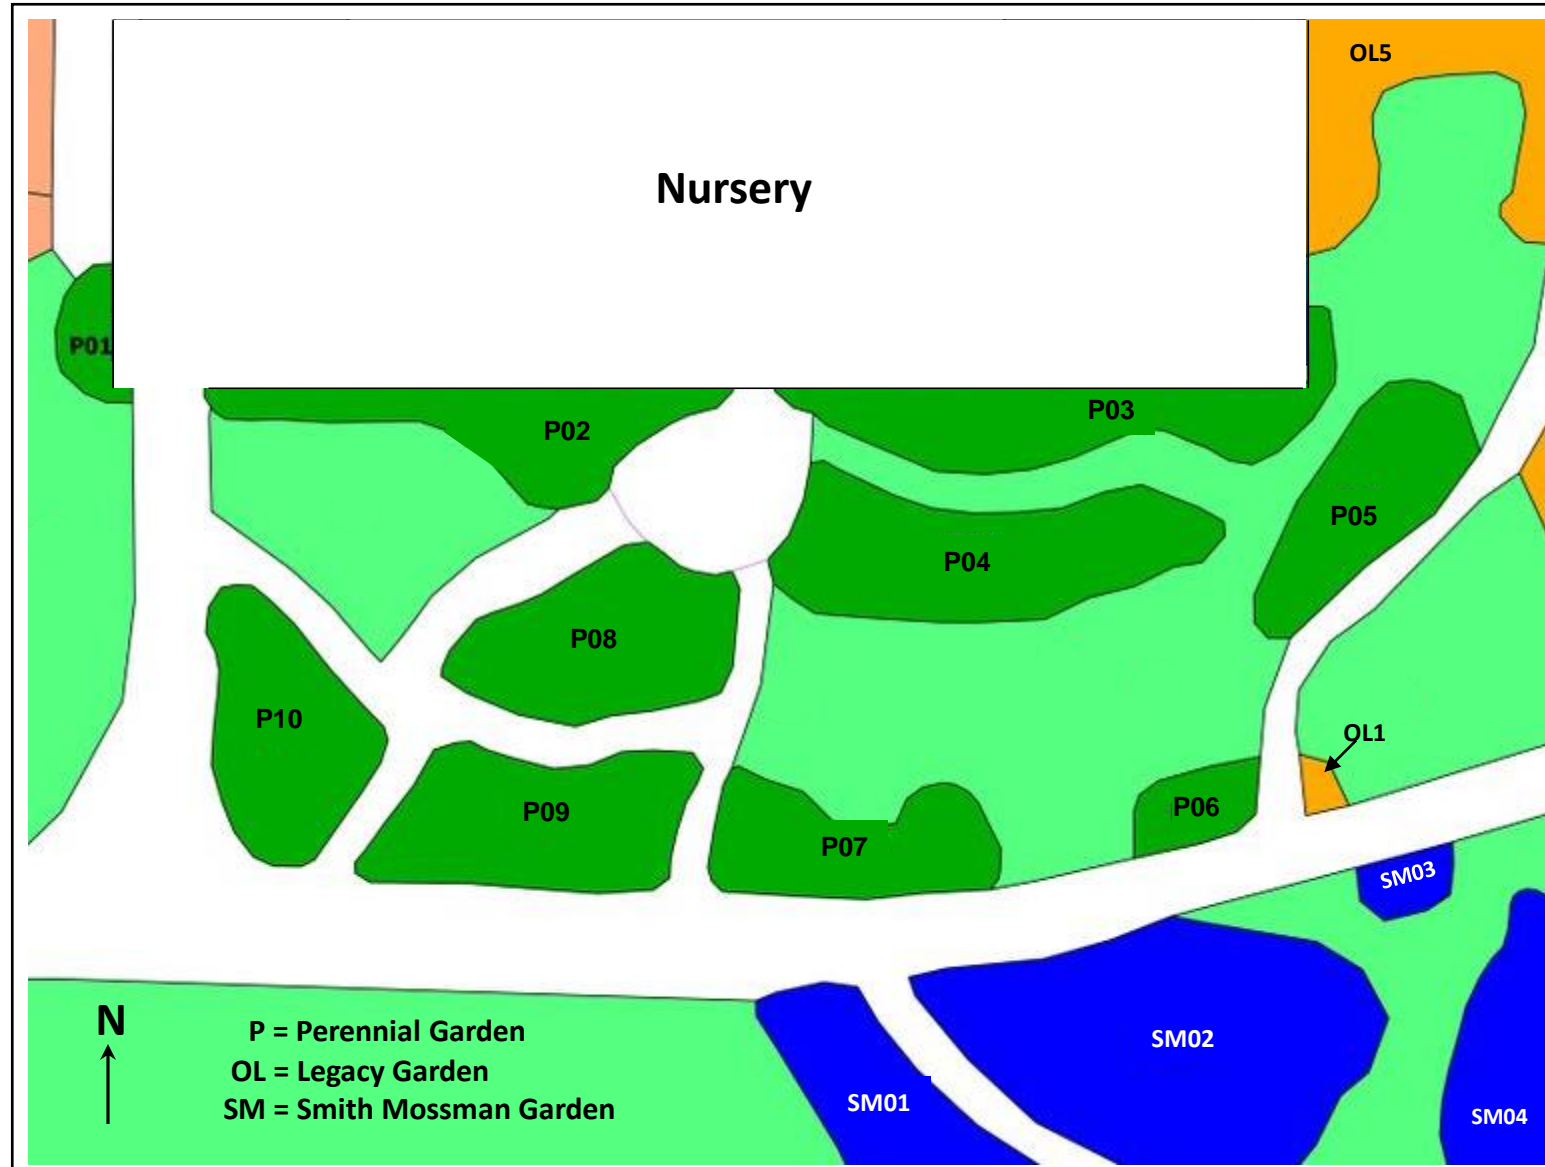 OL5
Nursery
P01
P03
P02
P05
P04
P08
P10
OL1
P06
P09
P07
SM03
N
P = Perennial Garden
OL = Legacy Garden
SM = Smith Mossman Garden
SM02
SM01
SM04